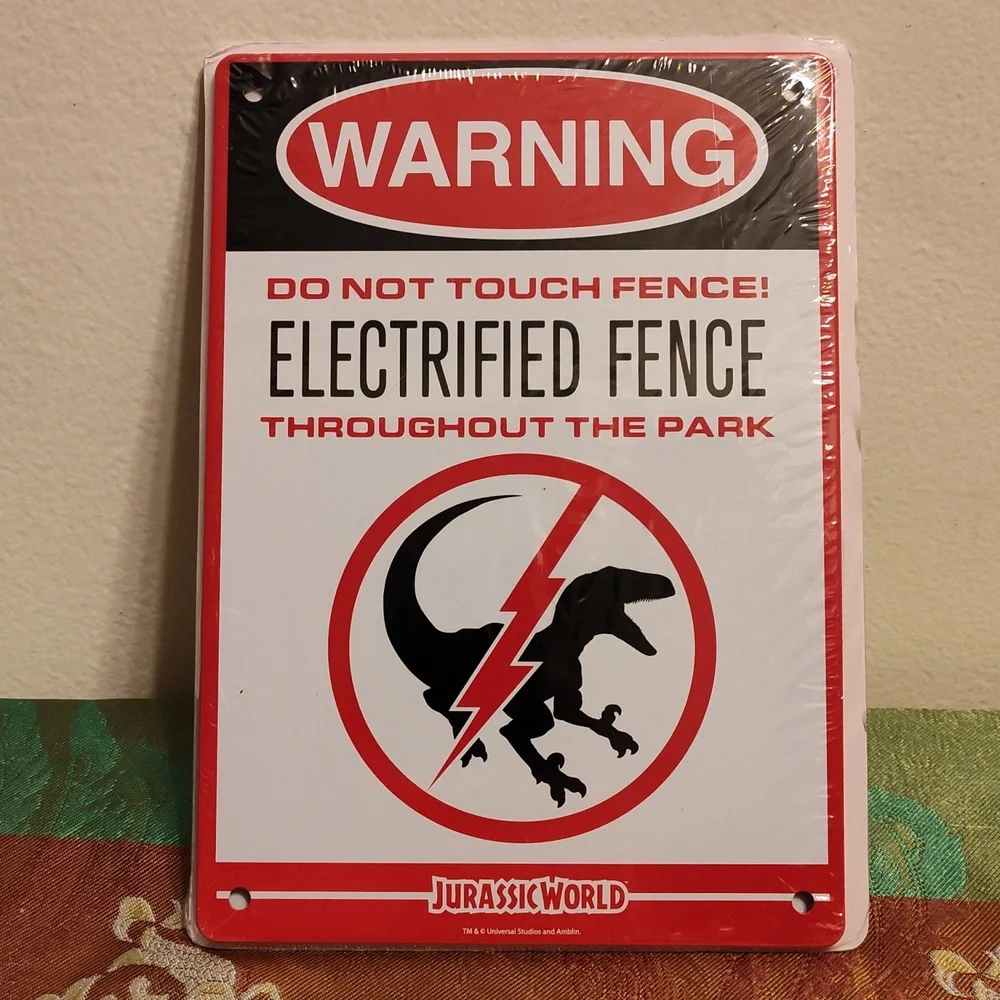 WARNING
DO NOT TOUCH FENCE!
ELECTRIFIED FENCE
THROUGHOUT THE PARK
JURASSIC WORLD
TM & © Universal Studios and Amblin.